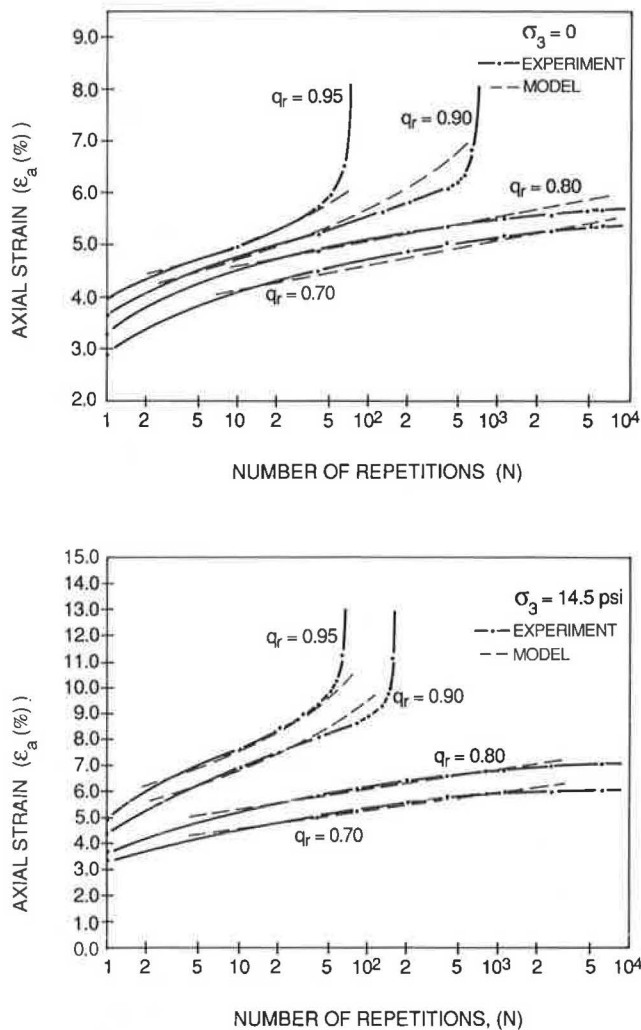 σ₃ = 0
EXPERIMENT
MODEL
qᵣ = 0.95
qᵣ = 0.90
qᵣ = 0.80
qᵣ = 0.70
AXIAL STRAIN (εₐ (%))
9.0
8.0
7.0
6.0
5.0
4.0
3.0
2.0
1 2 5 10 2 5 10² 2 5 10³ 2 5 10⁴
NUMBER OF REPETITIONS (N)
σ₃ = 14.5 psi
EXPERIMENT
MODEL
qᵣ = 0.95
qᵣ = 0.90
qᵣ = 0.80
qᵣ = 0.70
AXIAL STRAIN (εₐ (%))
15.0
14.0
13.0
12.0
11.0
10.0
9.0
8.0
7.0
6.0
5.0
4.0
3.0
2.0
1.0
0.0
1 2 5 10 2 5 10² 2 5 10³ 2 5 10⁴
NUMBER OF REPETITIONS, (N)